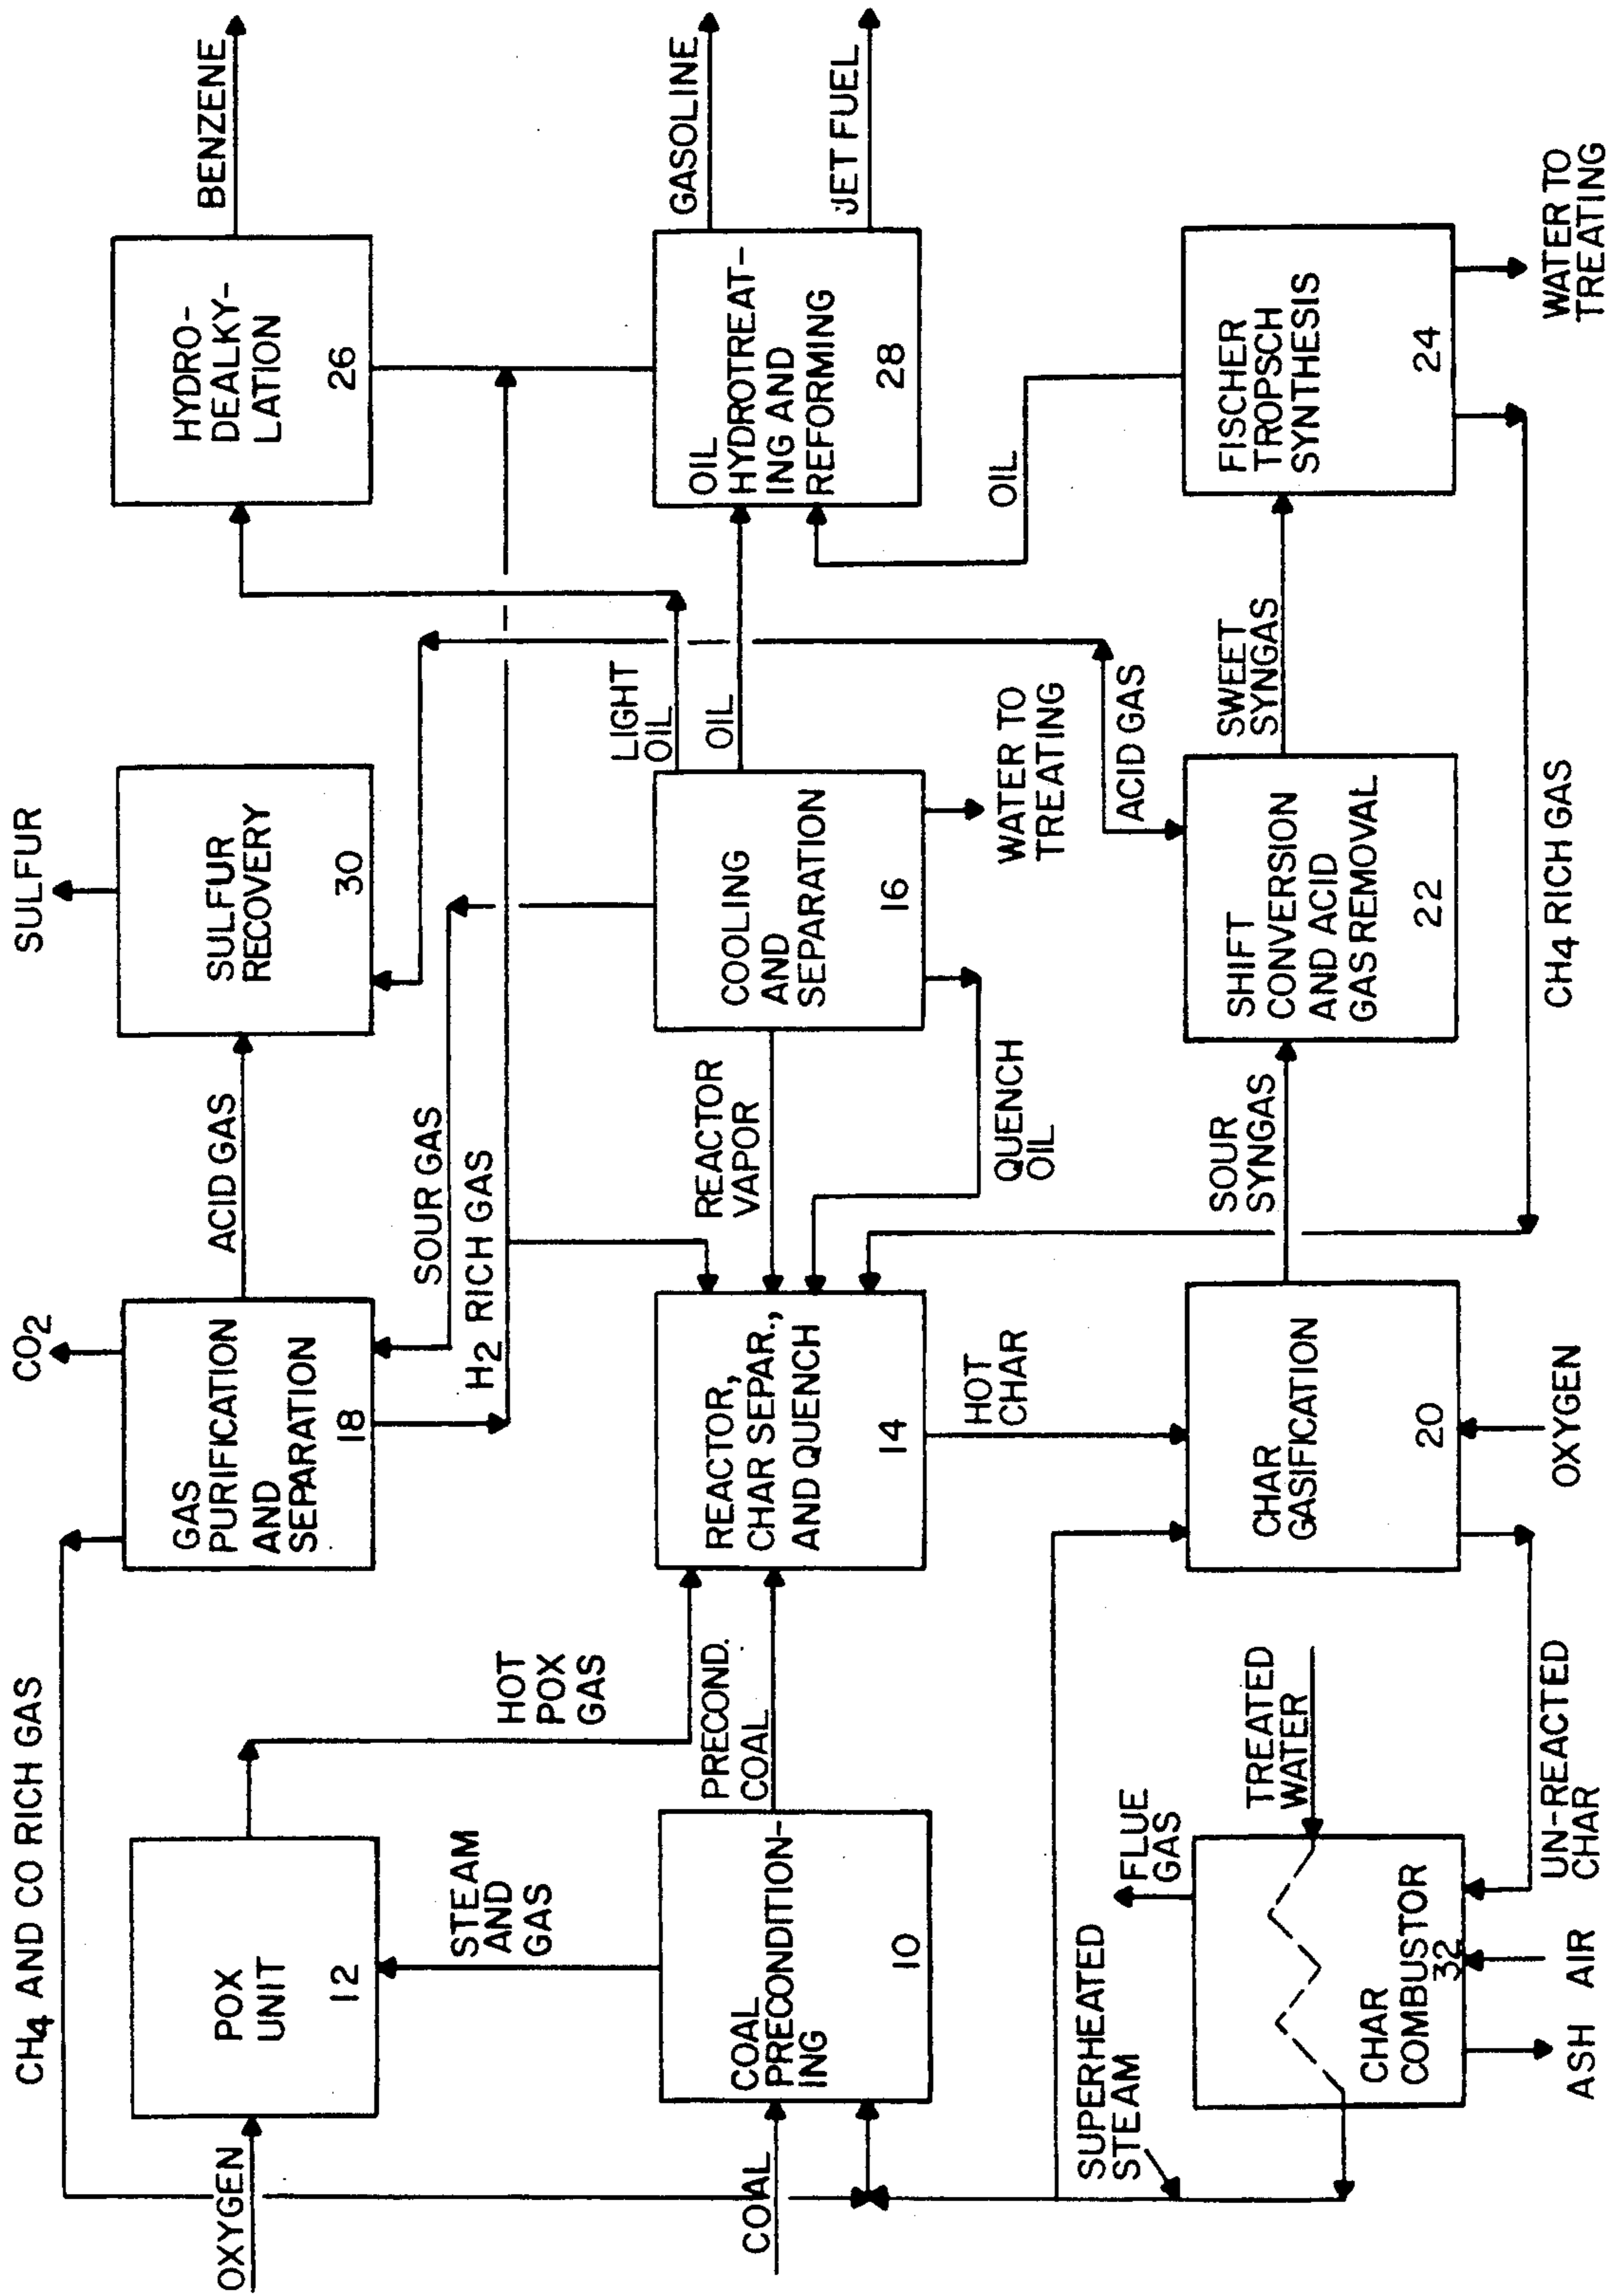 CH4 AND CO RICH GAS
CO2
SULFUR
OXYGEN
POX
UNIT
12
GAS
PURIFICATION
AND
SEPARATION
18
ACID GAS
SULFUR
RECOVERY
30
HYDRO-
DEALKY-
LATION
26
BENZENE
STEAM
AND
GAS
HOT
POX
GAS
SOUR GAS
H2 RICH GAS
LIGHT
OIL
COAL
COAL
PRECONDITION-
ING
10
PRECOND.
COAL
REACTOR,
CHAR SEPAR.,
AND QUENCH
14
REACTOR
VAPOR
COOLING
AND
SEPARATION
16
OIL
OIL
HYDROTREAT-
ING AND
REFORMING
28
GASOLINE
JET FUEL
HOT
CHAR
QUENCH
OIL
WATER TO
TREATING
ACID GAS
OIL
SUPERHEATED
STEAM
FLUE
GAS
TREATED
WATER
CHAR
COMBUSTOR
32
CHAR
GASIFICATION
20
SOUR
SYNGAS
SHIFT
CONVERSION
AND ACID
GAS REMOVAL
22
SWEET
SYNGAS
FISCHER
TROPSCH
SYNTHESIS
24
ASH
AIR
UN-REACTED
CHAR
OXYGEN
CH4 RICH GAS
WATER TO
TREATING